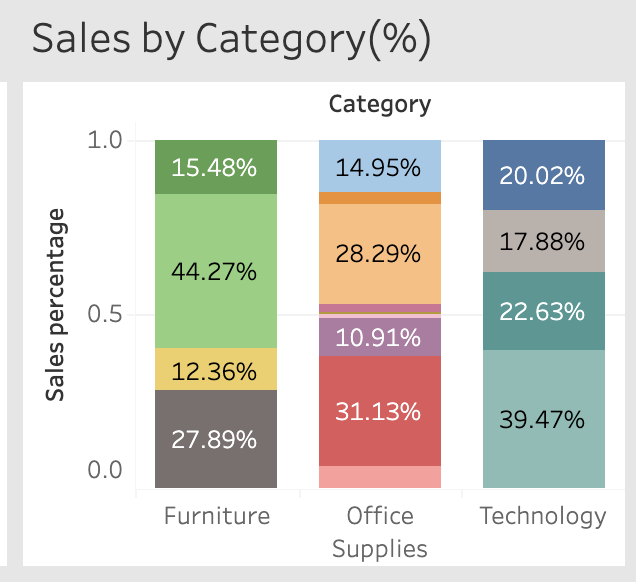 Sales by Category(%)
Category
Sales percentage
1.0
0.5
0.0
15.48%
44.27%
12.36%
27.89%
14.95%
28.29%
10.91%
31.13%
20.02%
17.88%
22.63%
39.47%
Furniture
Office
Supplies
Technology